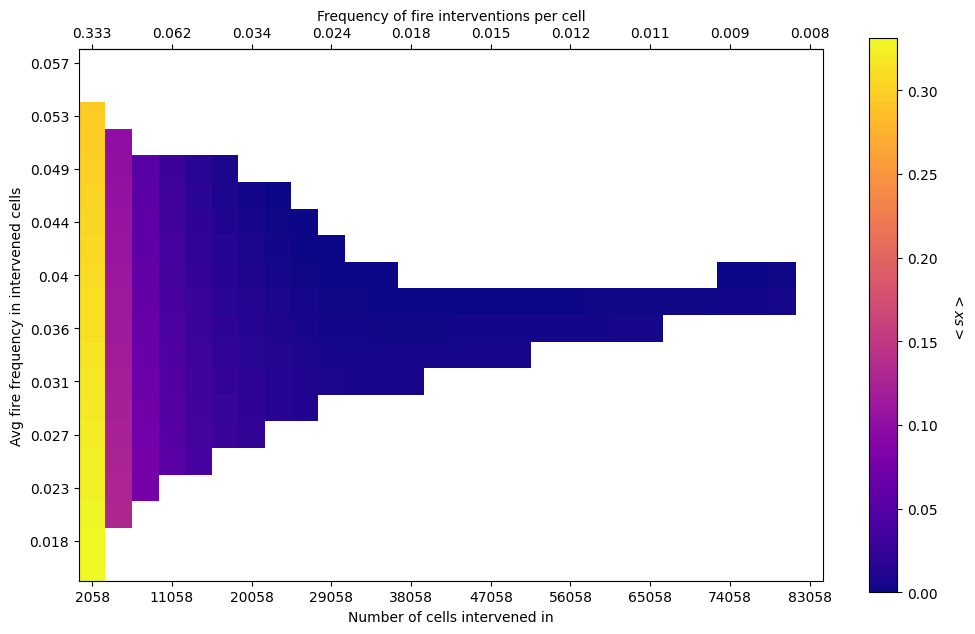 Frequency of fire interventions per cell
0.333 0.062 0.034 0.024 0.018 0.015 0.012 0.011 0.009 0.008
Avg fire frequency in intervened cells
0.057
0.053
0.049
0.044
0.04
0.036
0.031
0.027
0.023
0.018
2058 11058 20058 29058 38058 47058 56058 65058 74058 83058
Number of cells intervened in
0.30
0.25
0.20
0.15
0.10
0.05
0.00
< sx >